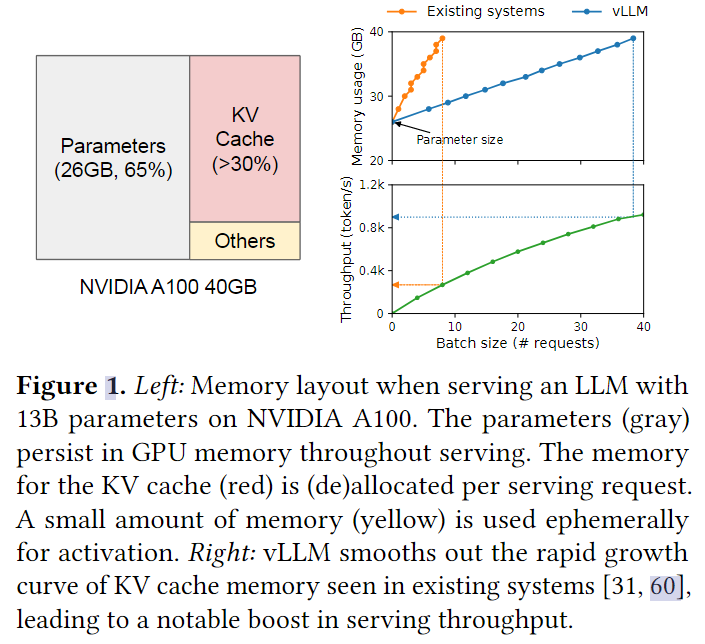 Existing systems
vLLM
Parameters
(26GB, 65%)
KV
Cache
(>30%)
Others
NVIDIA A100 40GB
Memory usage (GB)
40
30
20
Parameter size
Throughput (token/s)
1.2k
0.8k
0.4k
0
0
10
20
30
40
Batch size (# requests)
Figure 1. Left: Memory layout when serving an LLM with
13B parameters on NVIDIA A100. The parameters (gray)
persist in GPU memory throughout serving. The memory
for the KV cache (red) is (de)allocated per serving request.
A small amount of memory (yellow) is used ephemerally
for activation. Right: vLLM smooths out the rapid growth
curve of KV cache memory seen in existing systems [31, 60],
leading to a notable boost in serving throughput.